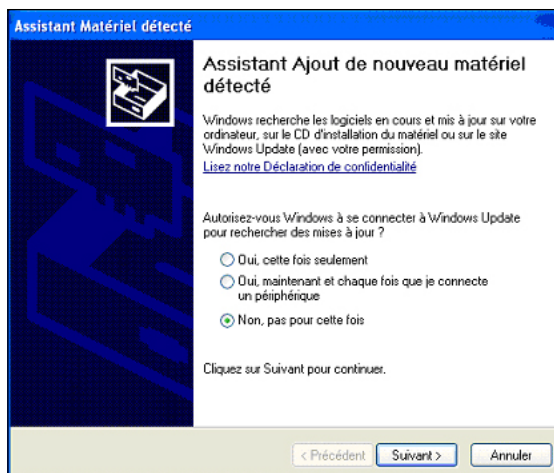 Assistant Matériel détecté
Assistant Ajout de nouveau matériel
détecté
Windows recherche les logiciels en cours et mis à jour sur votre
ordinateur, sur le CD d'installation du matériel ou sur le site
Windows Update (avec votre permission).
Lisez notre Déclaration de confidentialité
Autorisez-vous Windows à se connecter à Windows Update
pour rechercher des mises à jour ?
Oui, cette fois seulement
Oui, maintenant et chaque fois que je connecte
un périphérique
Non, pas pour cette fois
Cliquez sur Suivant pour continuer.
< Précédent
Suivant >
Annuler